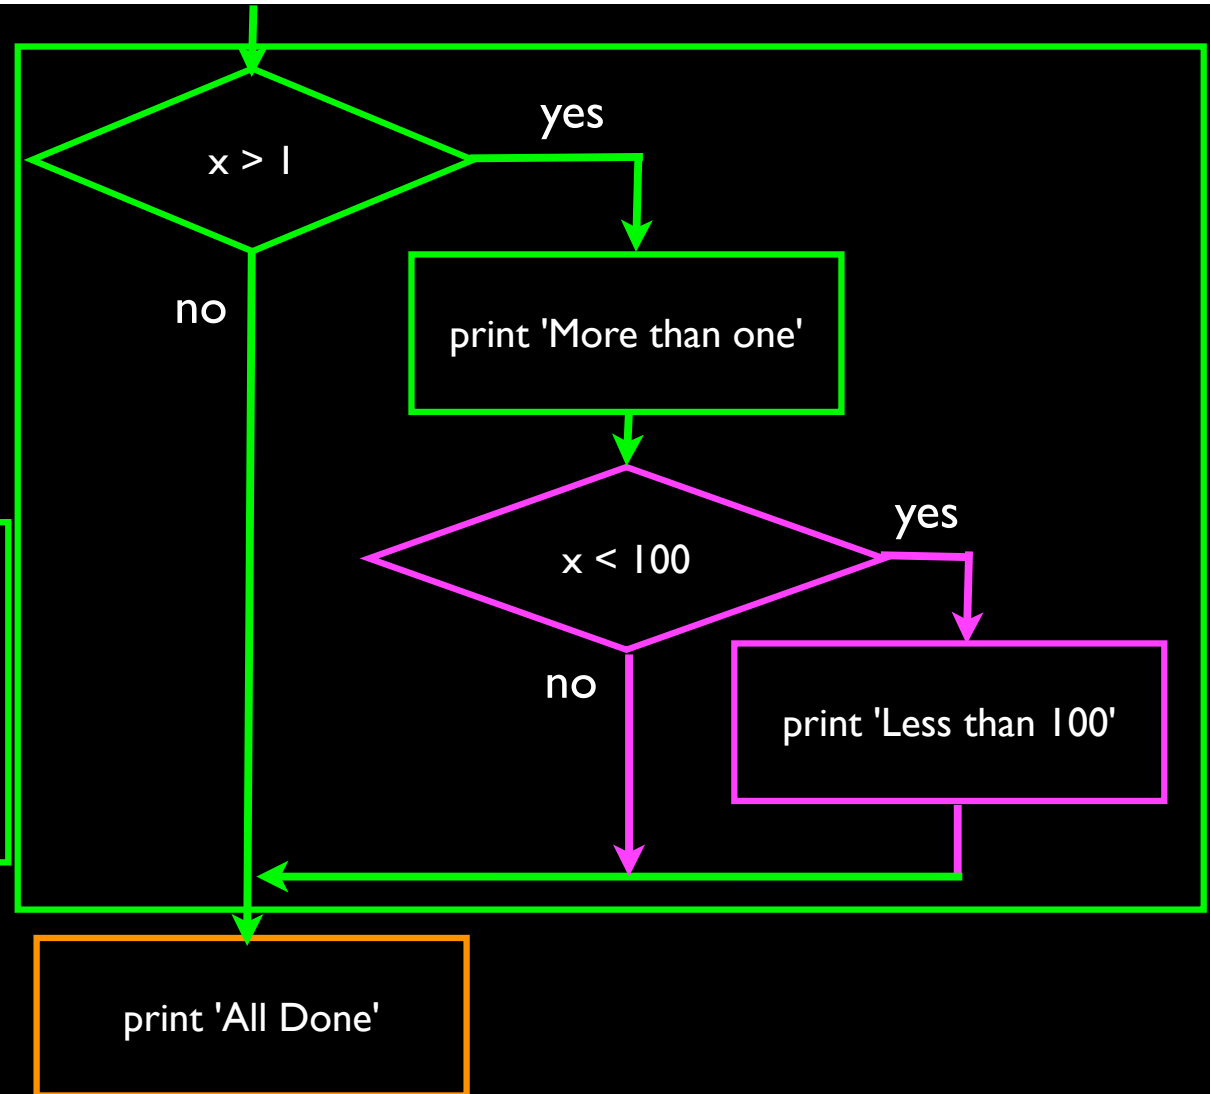 yes
x > 1
no
print 'More than one'
yes
x < 100
no
print 'Less than 100'
print 'All Done'